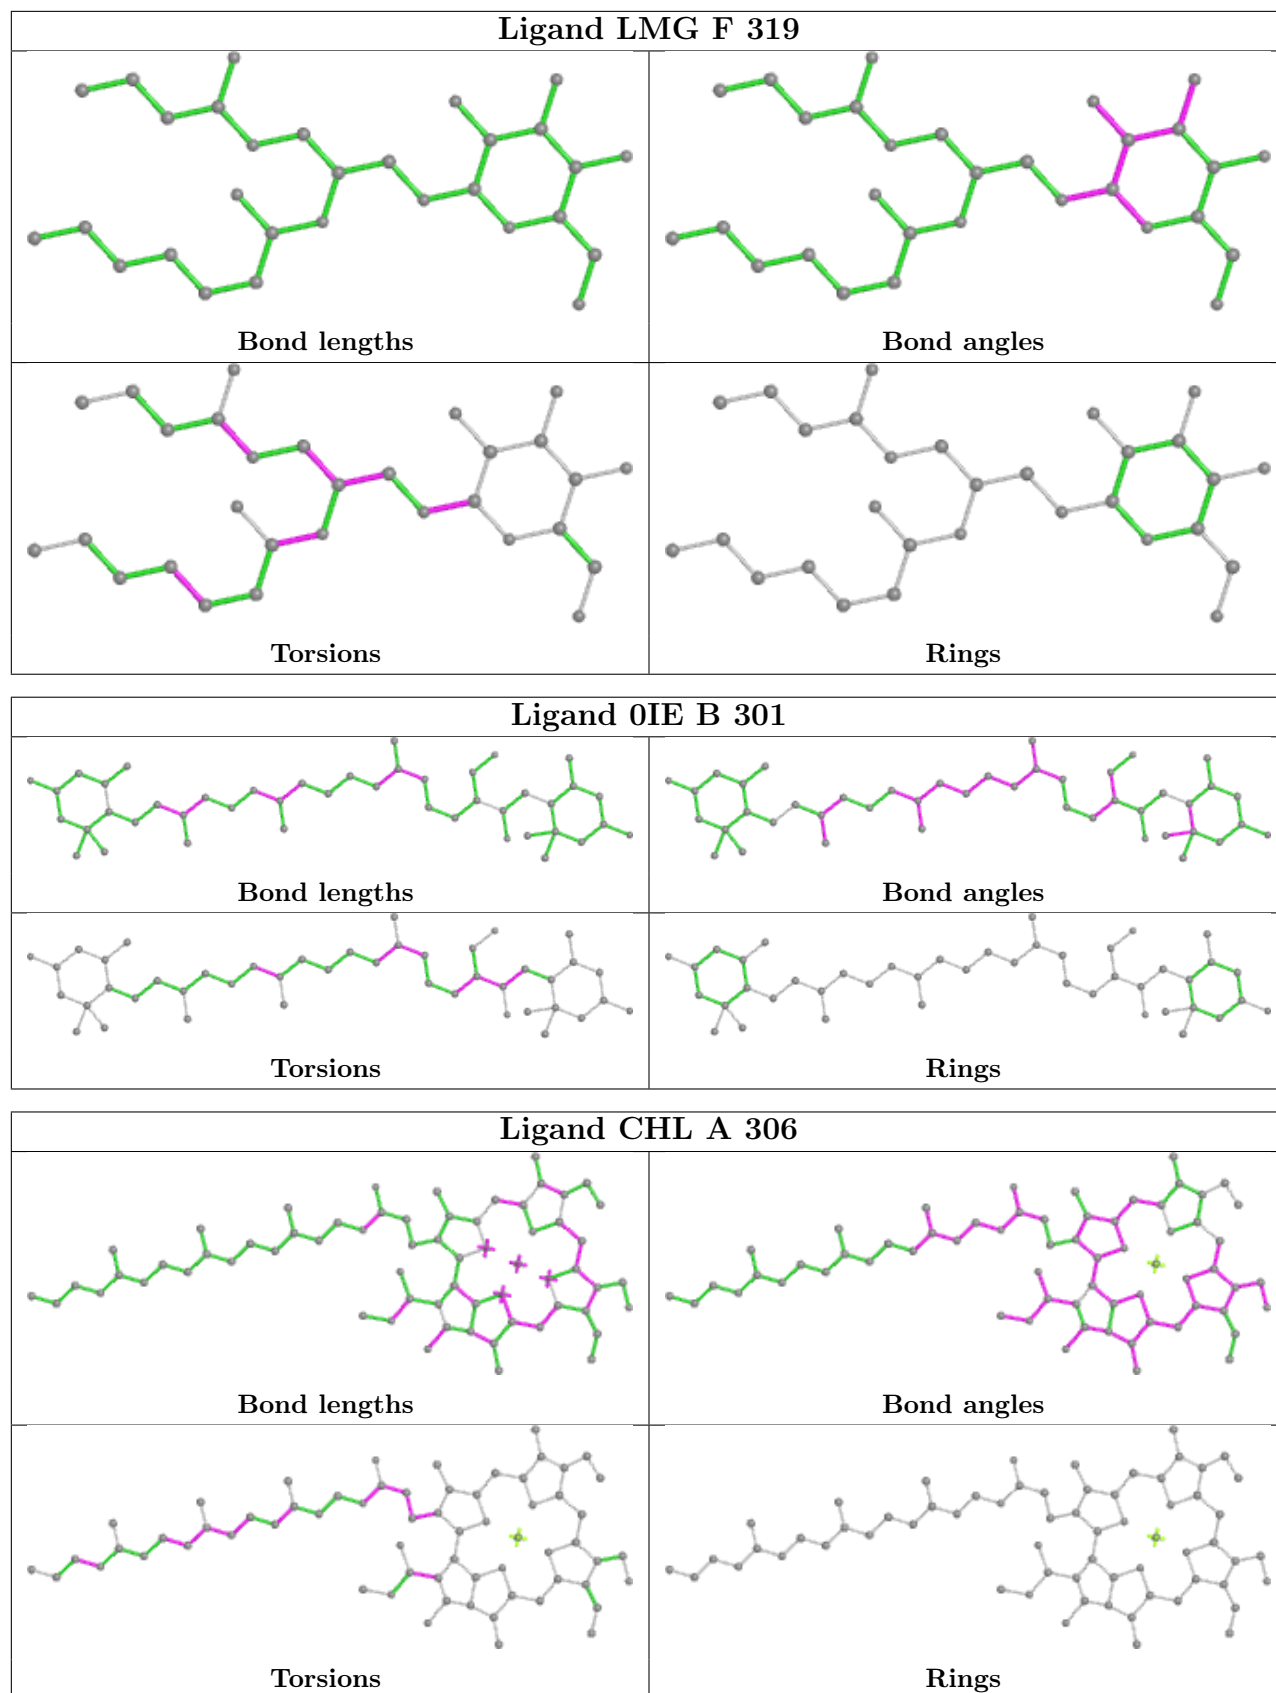 Ligand LMG F 319
Bond lengths
Bond angles
Torsions
Rings
Ligand 0IE B 301
Bond lengths
Bond angles
Torsions
Rings
Ligand CHL A 306
Bond lengths
Bond angles
Torsions
Rings